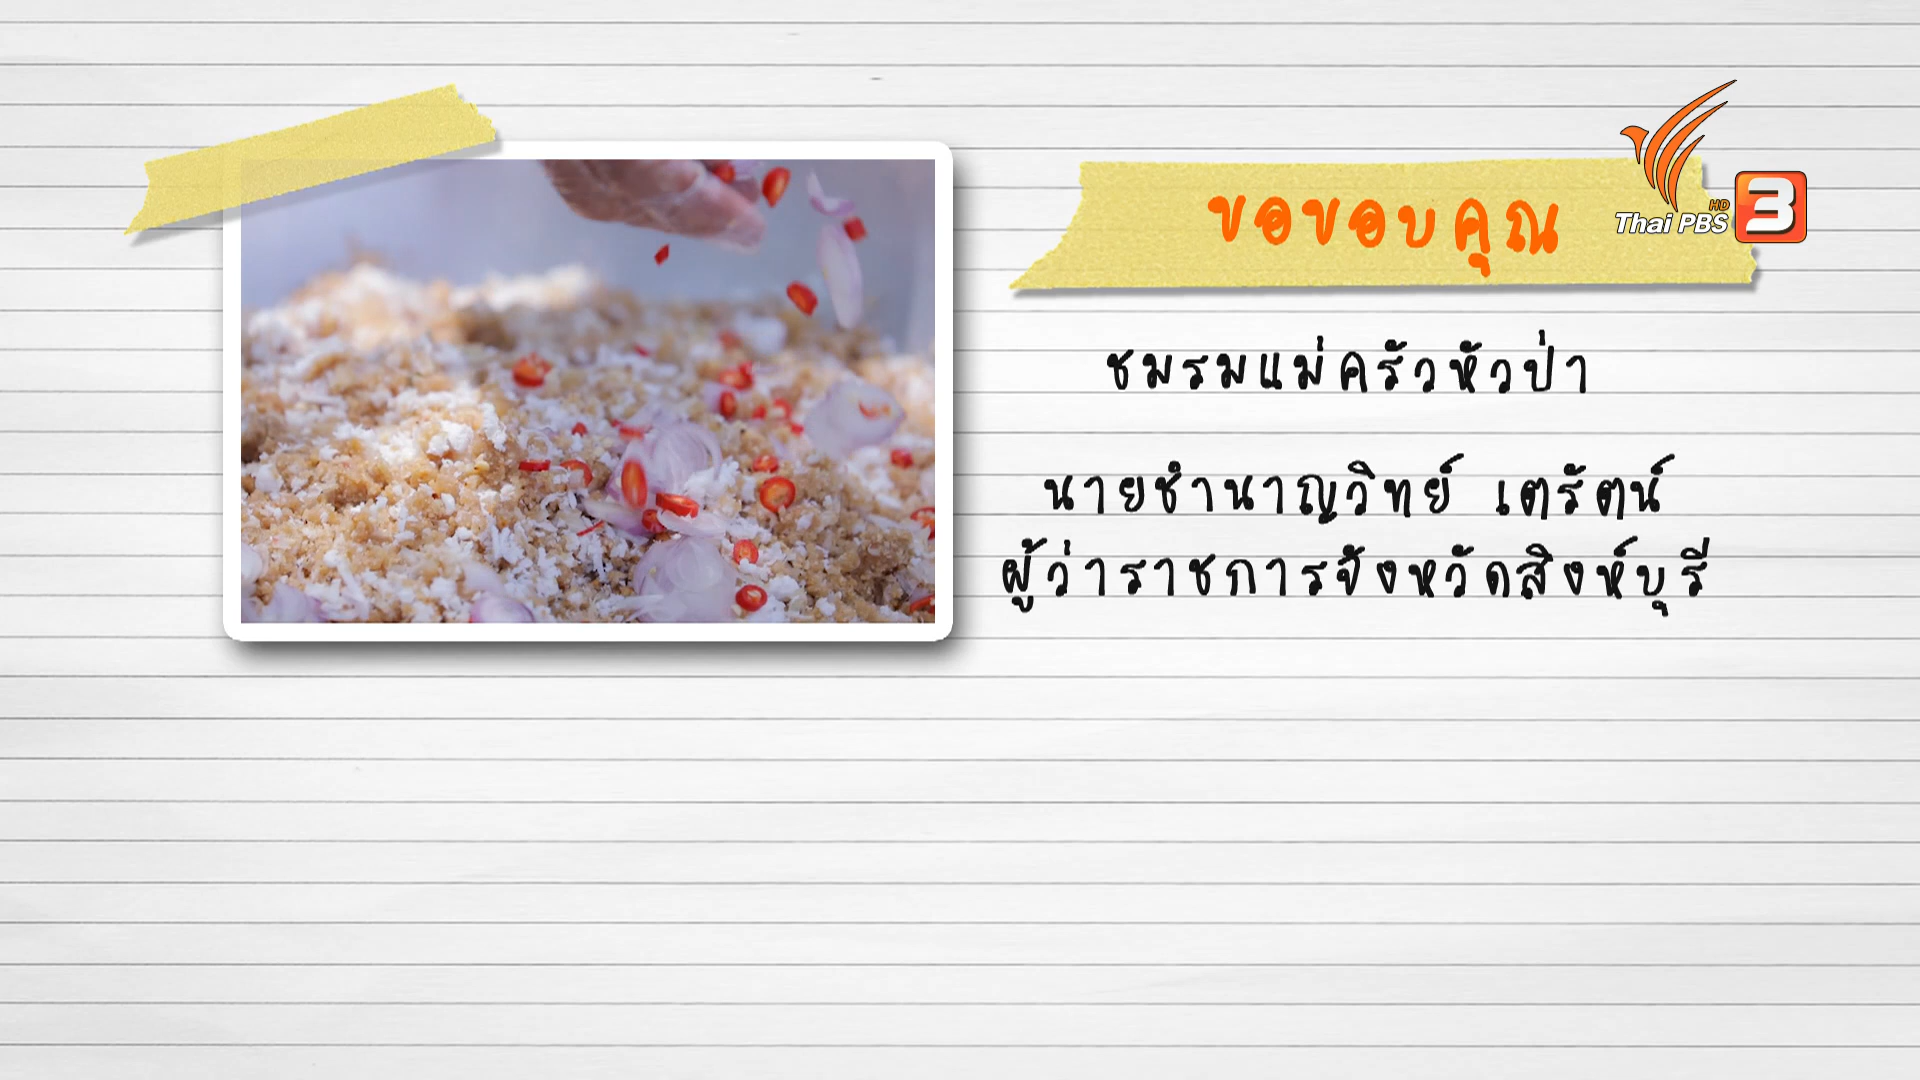 ขอขอบคุณ
HD
Thai PBS 3
ชมรมแม่ครัวหัวป่า
นายชำนาญวิทย์ เตรัตน์
ผู้ว่าราชการจังหวัดสิงห์บุรี